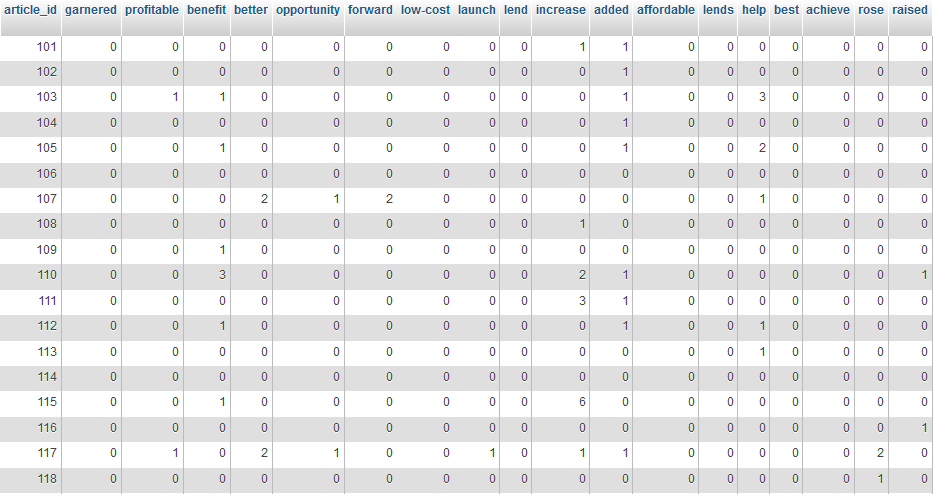 article_id garnered profitable benefit better opportunity forward low-cost launch lend increase added affordable lends help best achieve rose raised
101 0 0 0 0 0 0 0 0 0 1 1 0 0 0 0 0 0 0
102 0 0 0 0 0 0 0 0 0 0 1 0 0 0 0 0 0 0
103 0 1 1 0 0 0 0 0 0 0 1 0 0 3 0 0 0 0
104 0 0 0 0 0 0 0 0 0 0 1 0 0 0 0 0 0 0
105 0 0 1 0 0 0 0 0 0 0 1 0 0 2 0 0 0 0
106 0 0 0 0 0 0 0 0 0 0 0 0 0 0 0 0 0 0
107 0 0 0 2 1 2 0 0 0 0 0 0 0 1 0 0 0 0
108 0 0 0 0 0 0 0 0 0 1 0 0 0 0 0 0 0 0
109 0 0 1 0 0 0 0 0 0 0 0 0 0 0 0 0 0 0
110 0 0 3 0 0 0 0 0 0 2 1 0 0 0 0 0 0 1
111 0 0 0 0 0 0 0 0 0 3 1 0 0 0 0 0 0 0
112 0 0 1 0 0 0 0 0 0 0 1 0 0 1 0 0 0 0
113 0 0 0 0 0 0 0 0 0 0 0 0 0 1 0 0 0 0
114 0 0 0 0 0 0 0 0 0 0 0 0 0 0 0 0 0 0
115 0 0 1 0 0 0 0 0 0 6 0 0 0 0 0 0 0 0
116 0 0 0 0 0 0 0 0 0 0 0 0 0 0 0 0 0 1
117 0 1 0 2 1 0 0 1 0 1 1 0 0 0 0 0 2 0
118 0 0 0 0 0 0 0 0 0 0 0 0 0 0 0 0 1 0